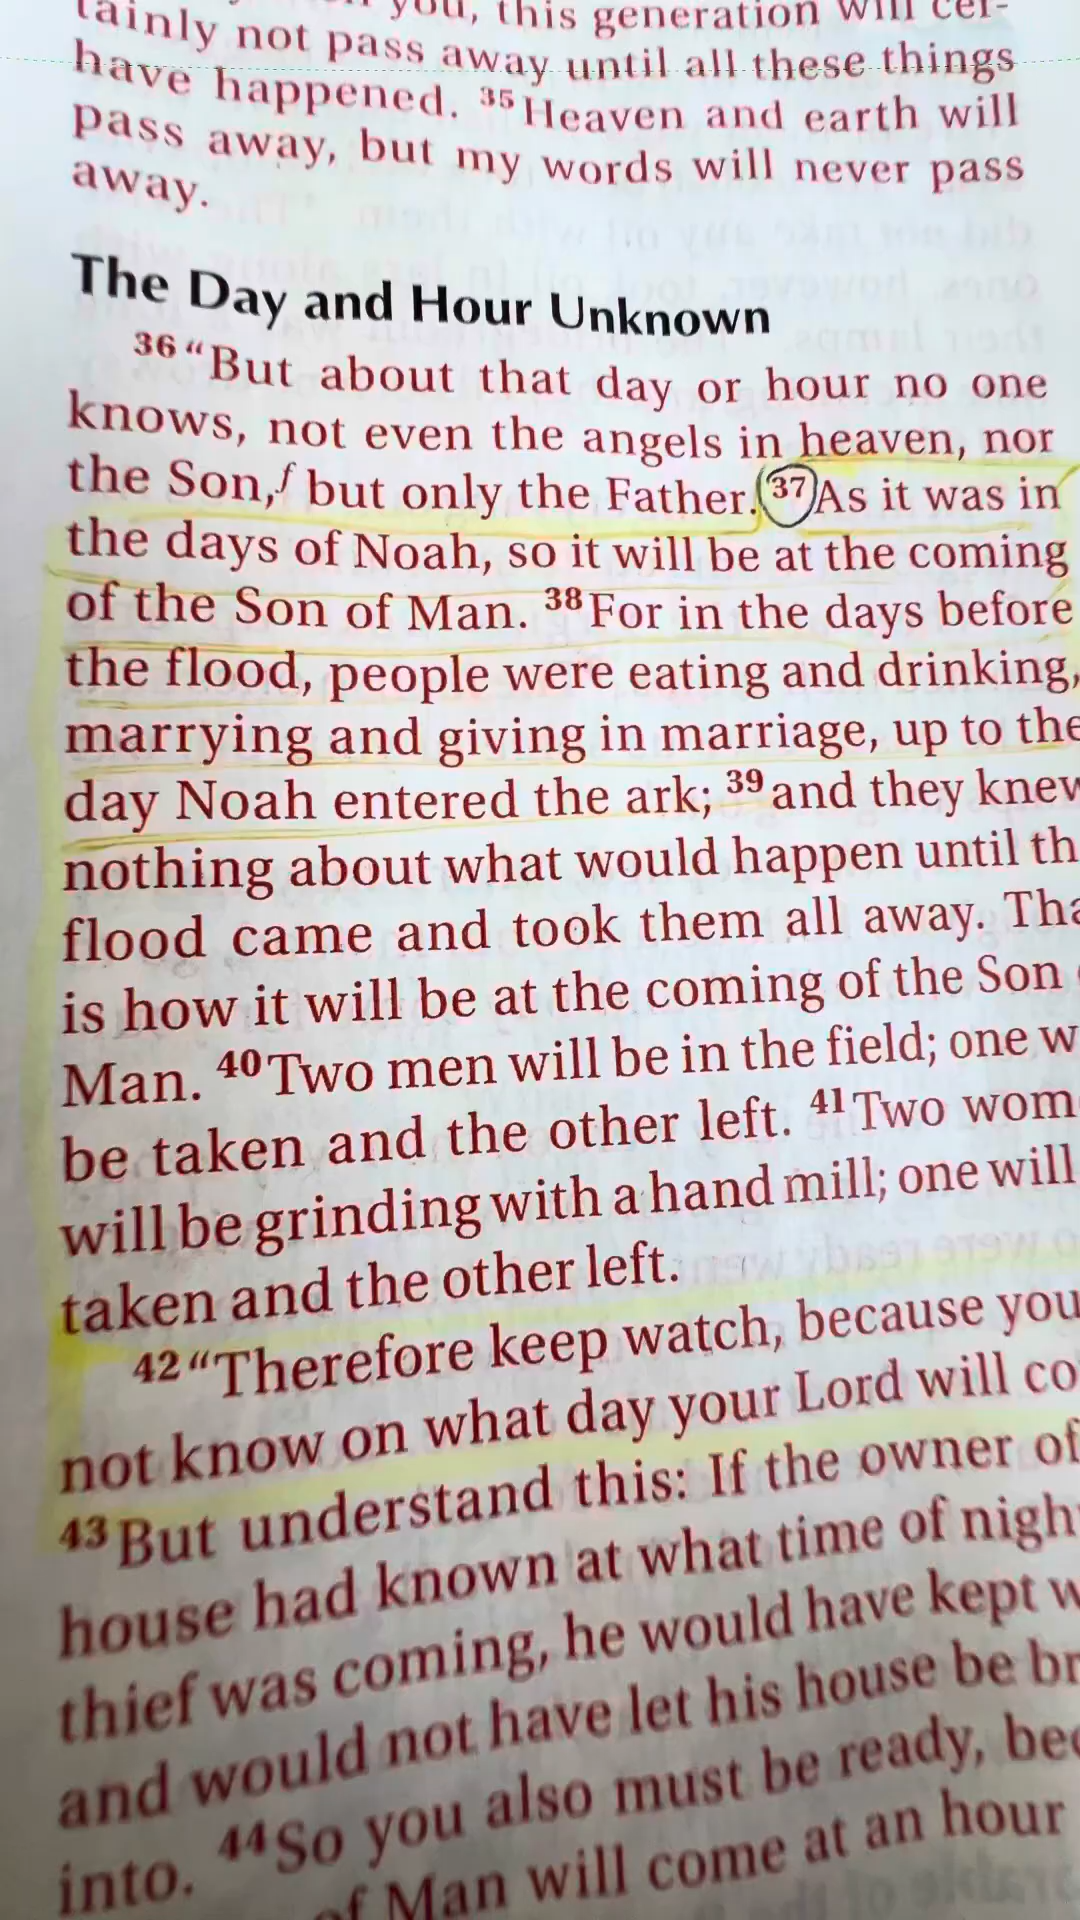 you, this generation will cer-
tainly not pass away until all these things
have happened. 35 Heaven and earth will
pass away, but my words will never pass
away.
The Day and Hour Unknown
36 "But about that day or hour no one
knows, not even the angels in heaven, nor
the Son,f but only the Father. 37 As it was in
the days of Noah, so it will be at the coming
of the Son of Man. 38 For in the days before
the flood, people were eating and drinking,
marrying and giving in marriage, up to the
day Noah entered the ark; 39 and they knew
nothing about what would happen until th
flood came and took them all away. Tha
is how it will be at the coming of the Son
Man. 40 Two men will be in the field; one w
be taken and the other left. 41 Two wom
will be grinding with a hand mill; one will
taken and the other left.
42 "Therefore keep watch, because you
not know on what day your Lord will co
43 But understand this: If the owner of
house had known at what time of nigh
thief was coming, he would have kept w
and would not have let his house be br
into. 44 So you also must be ready, bec
of Man will come at an hour